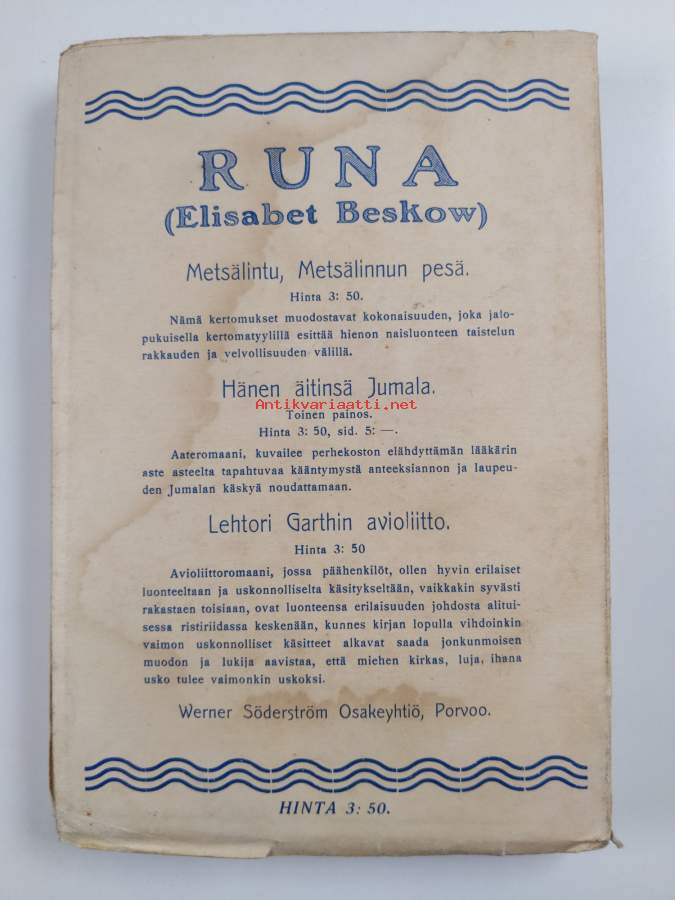 RUNA
(Elisabet Beskow)
Metsälintu, Metsälinnun pesä.
Hinta 3: 50.
Nämä kertomukset muodostavat kokonaisuuden, joka jalo-
pukuisella kertomatyylillä esittää hienon naisluonteen taistelun
rakkauden ja velvollisuuden välillä.
Hänen äitinsä Jumala.
Antikvariaatti.net
Toinen painos.
Hinta 3: 50, sid. 5: —.
Aateromaani, kuvailee perhekoston elähdyttämän lääkärin
aste asteelta tapahtuvaa kääntymystä anteeksiannon ja laupeu-
den Jumalan käskyä noudattamaan.
Lehtori Garthin avioliitto.
Hinta 3: 50
Avioliittoromaani, jossa päähenkilöt, ollen hyvin erilaiset
luonteeltaan ja uskonnolliselta käsitykseltään, vaikkakin syvästi
rakastaen toisiaan, ovat luonteensa erilaisuuden johdosta alitui-
sessa ristiriidassa keskenään, kunnes kirjan lopulla vihdoinkin
vaimon uskonnolliset käsitteet alkavat saada jonkunmoisen
muodon ja lukija aavistaa, että miehen kirkas, luja, ihana
usko tulee vaimonkin uskoksi.
Werner Söderström Osakeyhtiö, Porvoo.
HINTA 3: 50.